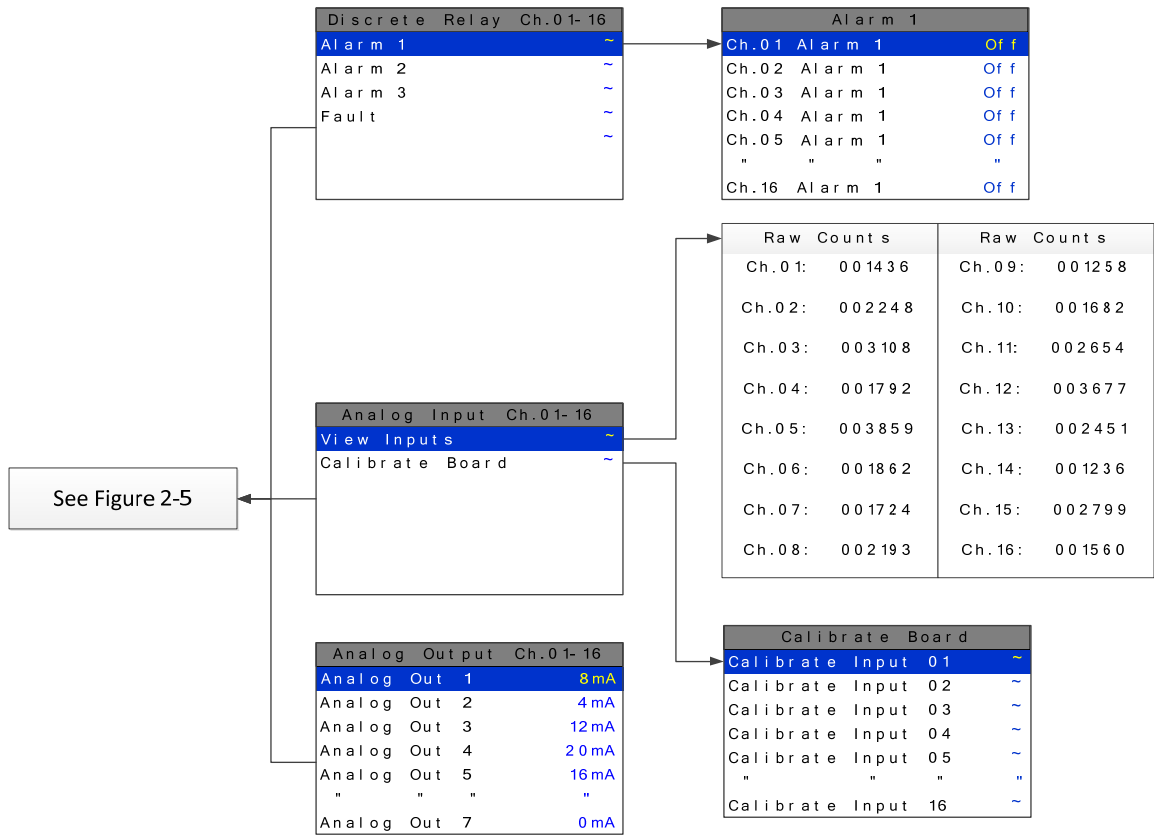 Discrete Relay Ch.01-16
Alarm 1 ~
Alarm 2 ~
Alarm 3 ~
Fault ~
~
Alarm 1
Ch.01 Alarm 1 Off
Ch.02 Alarm 1 Off
Ch.03 Alarm 1 Off
Ch.04 Alarm 1 Off
Ch.05 Alarm 1 Off
" " " "
Ch.16 Alarm 1 Off
Raw Counts
Ch.01: 001436
Ch.02: 002248
Ch.03: 003108
Ch.04: 001792
Ch.05: 003859
Ch.06: 001862
Ch.07: 001724
Ch.08: 002193
Raw Counts
Ch.09: 001258
Ch.10: 001682
Ch.11: 002654
Ch.12: 003677
Ch.13: 002451
Ch.14: 001236
Ch.15: 002799
Ch.16: 001560
Analog Input Ch.01-16
View Inputs ~
Calibrate Board ~
See Figure 2-5
Analog Output Ch.01-16
Analog Out 1 8mA
Analog Out 2 4mA
Analog Out 3 12mA
Analog Out 4 20mA
Analog Out 5 16mA
" " " "
Analog Out 7 0mA
Calibrate Board
Calibrate Input 01 ~
Calibrate Input 02 ~
Calibrate Input 03 ~
Calibrate Input 04 ~
Calibrate Input 05 ~
" " " "
Calibrate Input 16 ~